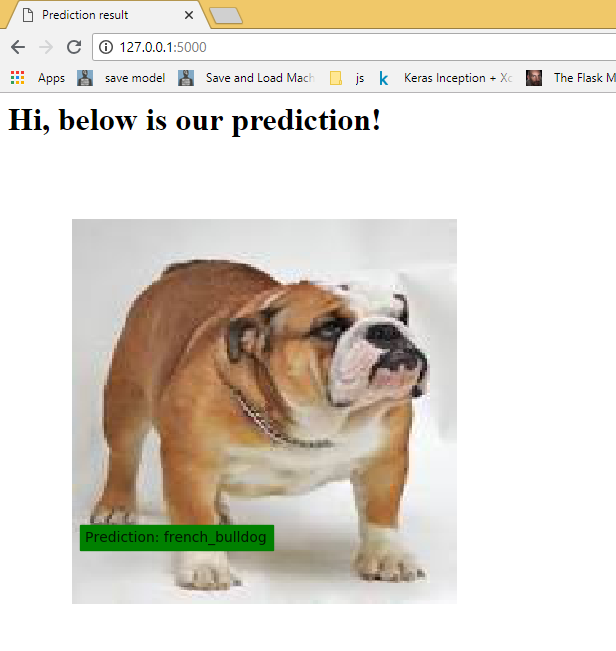 Prediction result
127.0.0.1:5000
Apps save model Save and Load Mach js k Keras Inception + Xc The Flask M
Hi, below is our prediction!
Prediction: french_bulldog